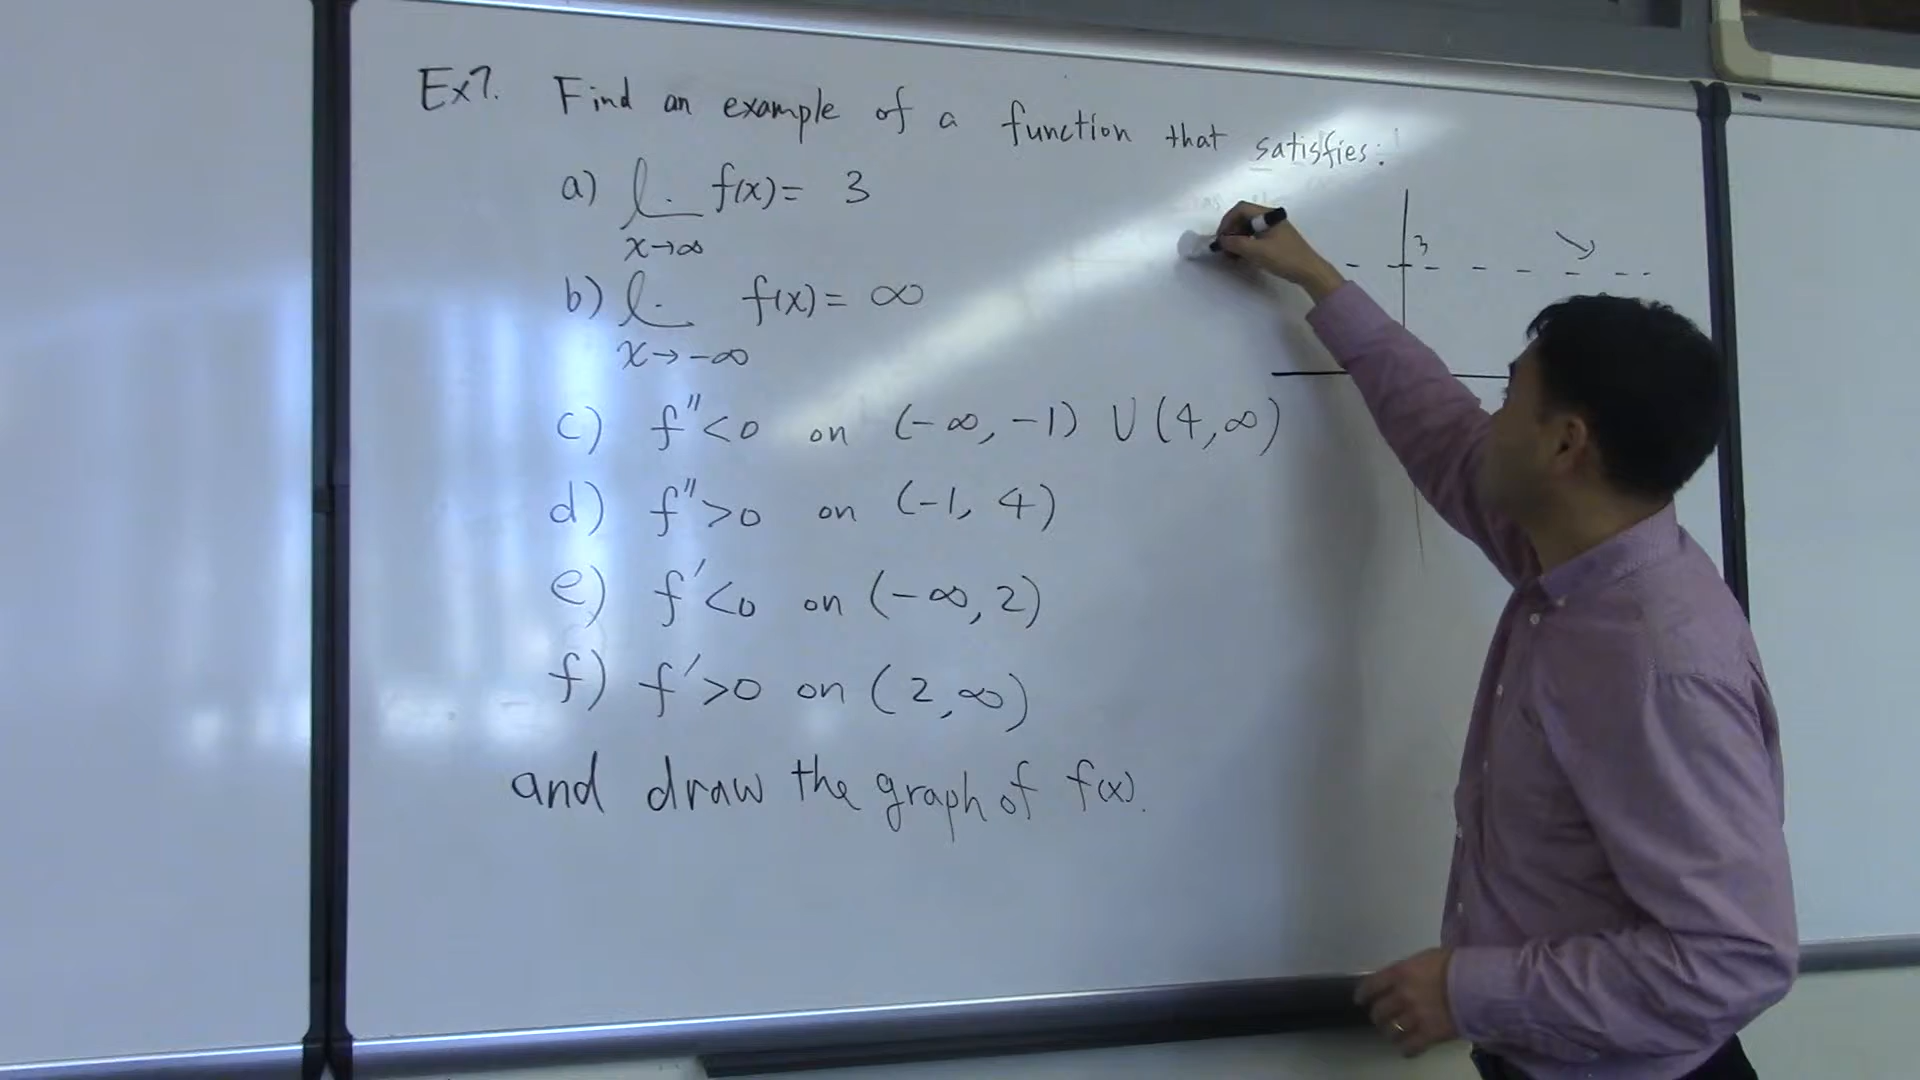 Ex7. Find an example of a function that satisfies:
a) l. f(x) = 3
x→∞
b) l. f(x) = ∞
x→-∞
c) f''<0 on (-∞, -1) ∪ (4, ∞)
d) f''>0 on (-1, 4)
e) f'<0 on (-∞, 2)
f) f'>0 on (2, ∞)
and draw the graph of f(x).
3